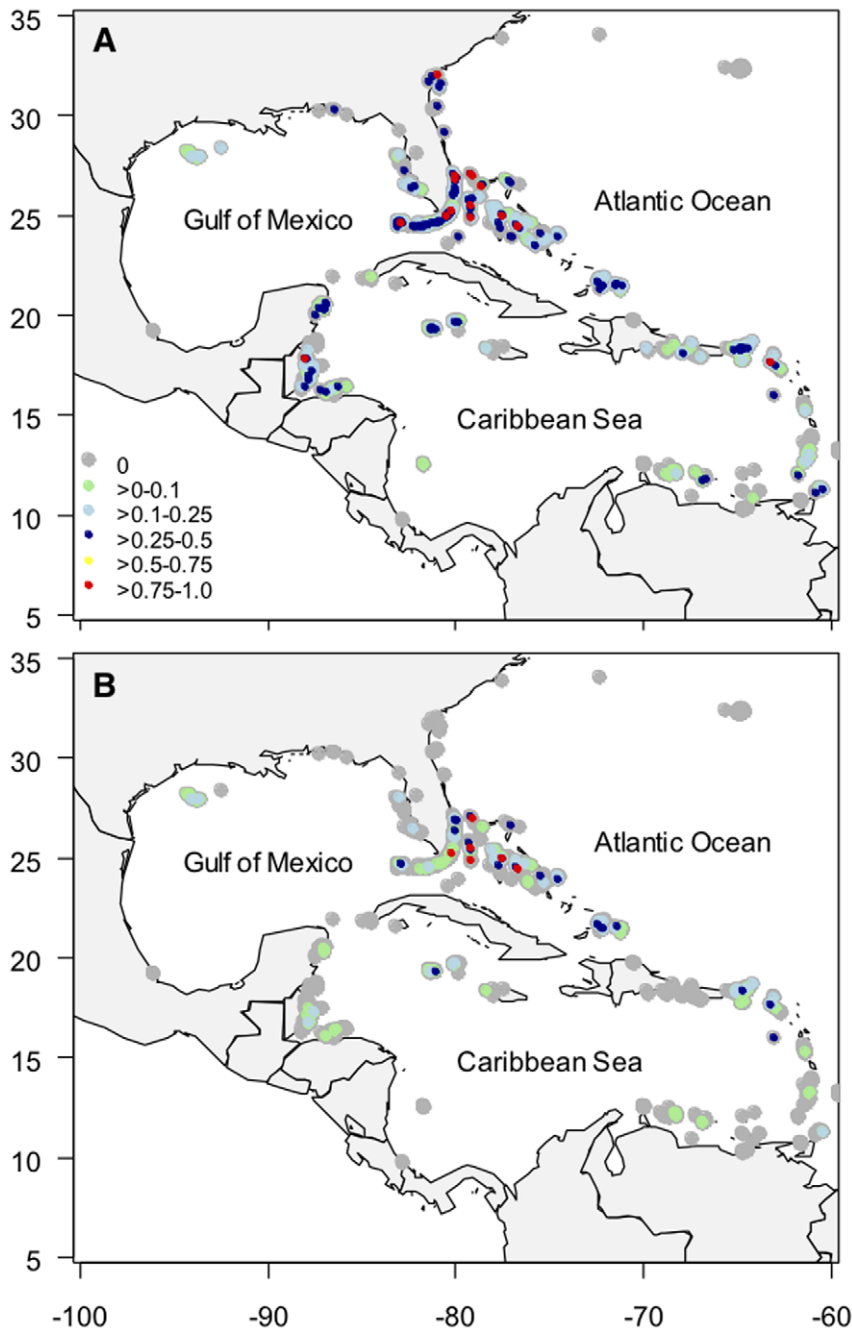 35
A
30
Atlantic Ocean
Gulf of Mexico
25
20
15
Caribbean Sea
0
>0-0.1
>0.1-0.25
10
>0.25-0.5
>0.5-0.75
>0.75-1.0
5
35
B
30
Atlantic Ocean
Gulf of Mexico
25
20
15
Caribbean Sea
10
5
-100 -90 -80 -70 -60